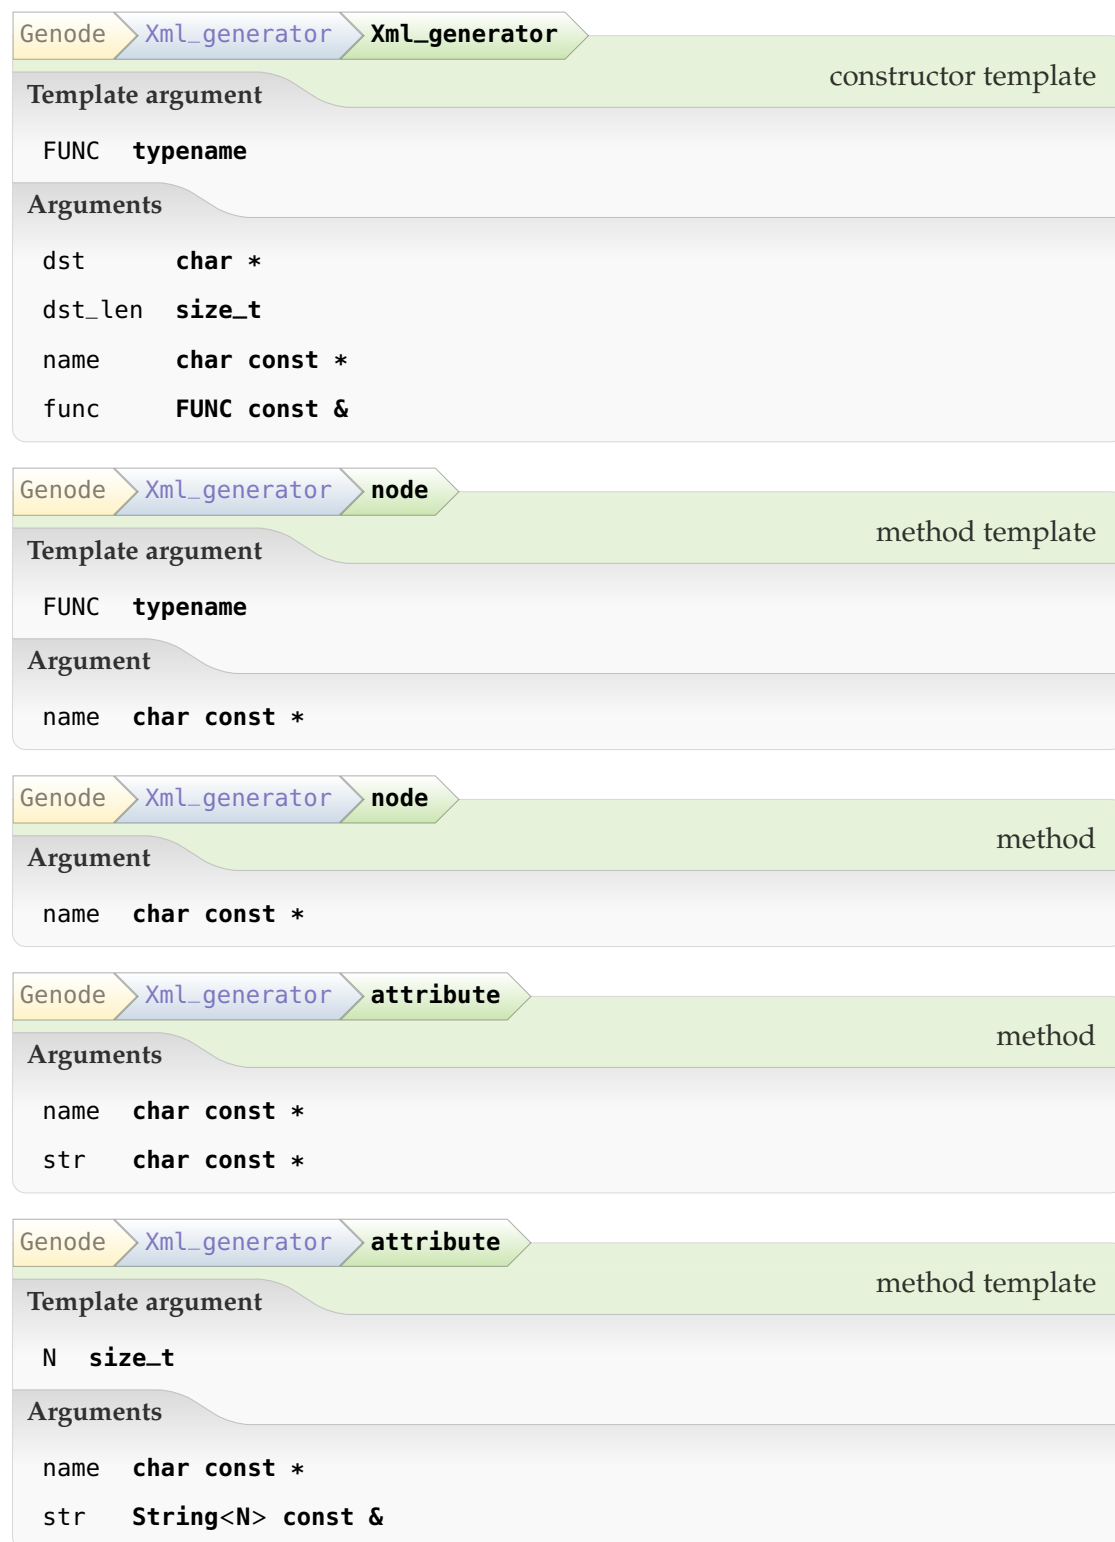 Genode Xml_generator Xml_generator
constructor template
Template argument
FUNC typename
Arguments
dst char *
dst_len size_t
name char const *
func FUNC const &
Genode Xml_generator node
method template
Template argument
FUNC typename
Argument
name char const *
Genode Xml_generator node
method
Argument
name char const *
Genode Xml_generator attribute
method
Arguments
name char const *
str char const *
Genode Xml_generator attribute
method template
Template argument
N size_t
Arguments
name char const *
str String<N> const &